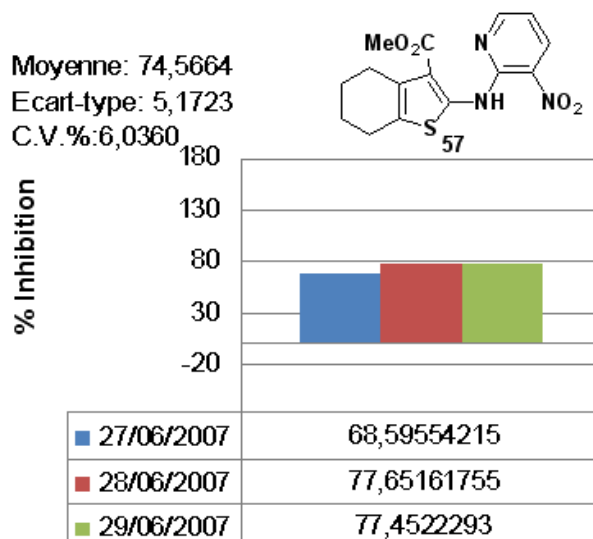 Moyenne: 74,5664
Ecart-type: 5,1723
C.V.%:6,0360
MeO2C
N
NH
NO2
S
57
% Inhibition
180
130
80
30
-20
27/06/2007 68,59554215
28/06/2007 77,65161755
29/06/2007 77,4522293